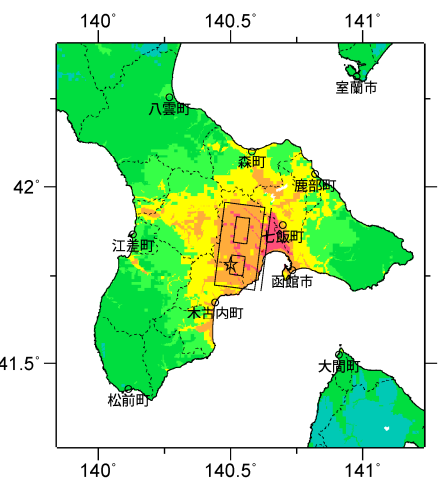 140° 140.5° 141°
室蘭市
八雲町
森町
42°
鹿部町
七飯町
江差町
函館市
木古内町
41.5°
大間町
松前町
140° 140.5° 141°